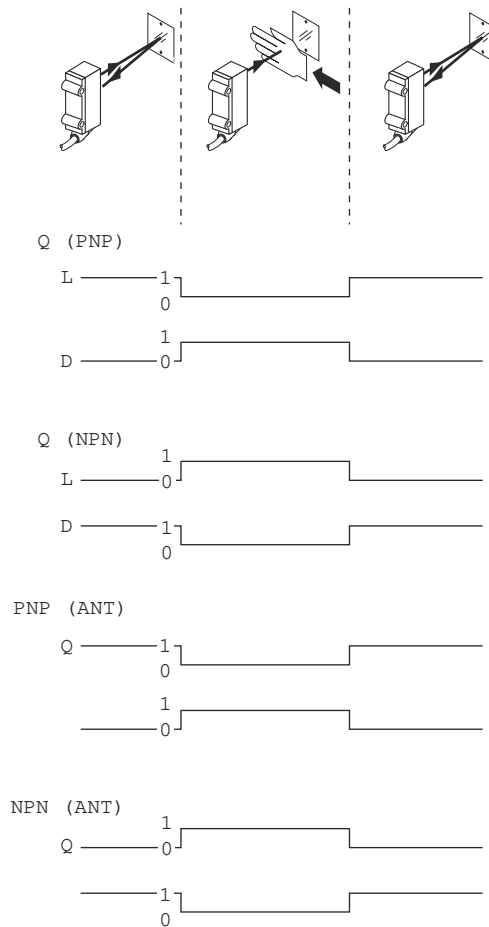 Q (PNP)
L 1
0
1
D 0
Q (NPN)
1
L 0
D 1
0
PNP (ANT)
Q 1
0
1
0
NPN (ANT)
1
Q 0
1
0